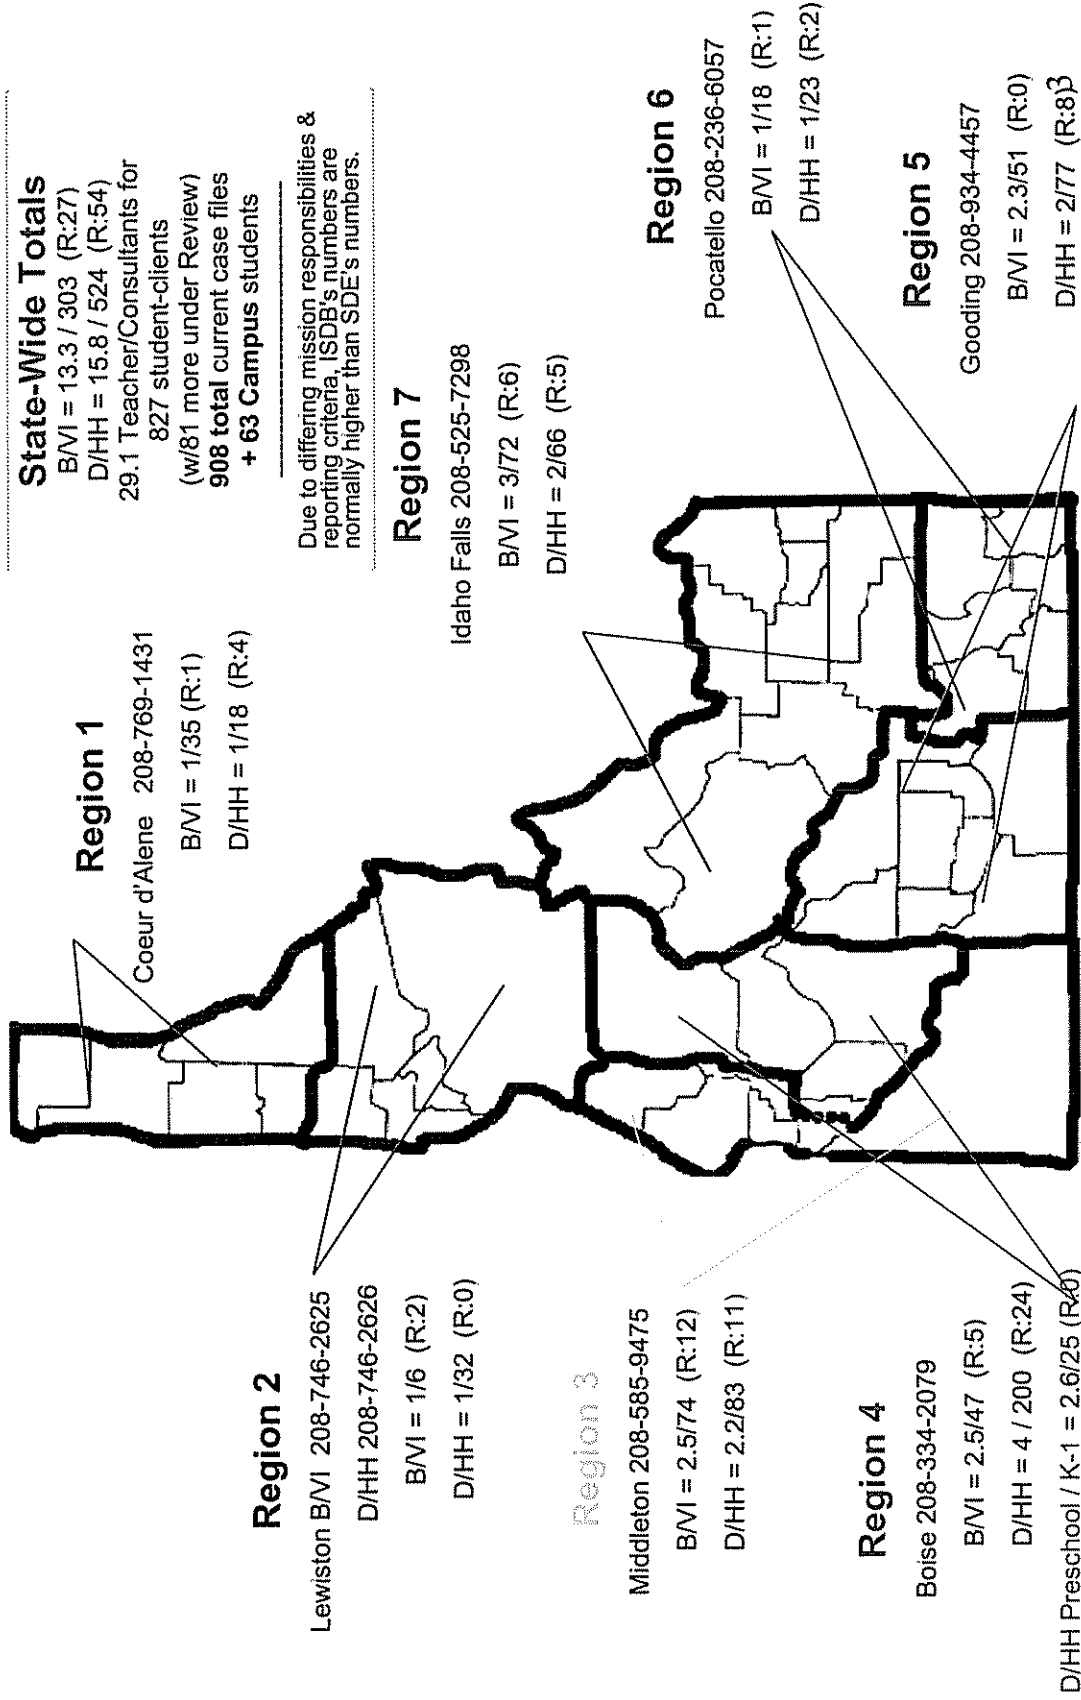 State-Wide Totals
B/VI = 13.3 / 303 (R:27)
D/HH = 15.8 / 524 (R:54)
29.1 Teacher/Consultants for
827 student-clients
(w/81 more under Review)
908 total current case files
+ 63 Campus students
Due to differing mission responsibilities &
reporting criteria, ISDB's numbers are
normally higher than SDE's numbers.
Region 1
Coeur d'Alene 208-769-1431
B/VI = 1/35 (R:1)
D/HH = 1/18 (R:4)
Region 2
Lewiston B/VI 208-746-2625
D/HH 208-746-2626
B/VI = 1/6 (R:2)
D/HH = 1/32 (R:0)
Region 3
Middleton 208-585-9475
B/VI = 2.5/74 (R:12)
D/HH = 2.2/83 (R:11)
Region 4
Boise 208-334-2079
B/VI = 2.5/47 (R:5)
D/HH = 4 / 200 (R:24)
D/HH Preschool / K-1 = 2.6/25 (R:0)
Region 7
Idaho Falls 208-525-7298
B/VI = 3/72 (R:6)
D/HH = 2/66 (R:5)
Region 6
Pocatello 208-236-6057
B/VI = 1/18 (R:1)
D/HH = 1/23 (R:2)
Region 5
Gooding 208-934-4457
B/VI = 2.3/51 (R:0)
D/HH = 2/77 (R:8)
3